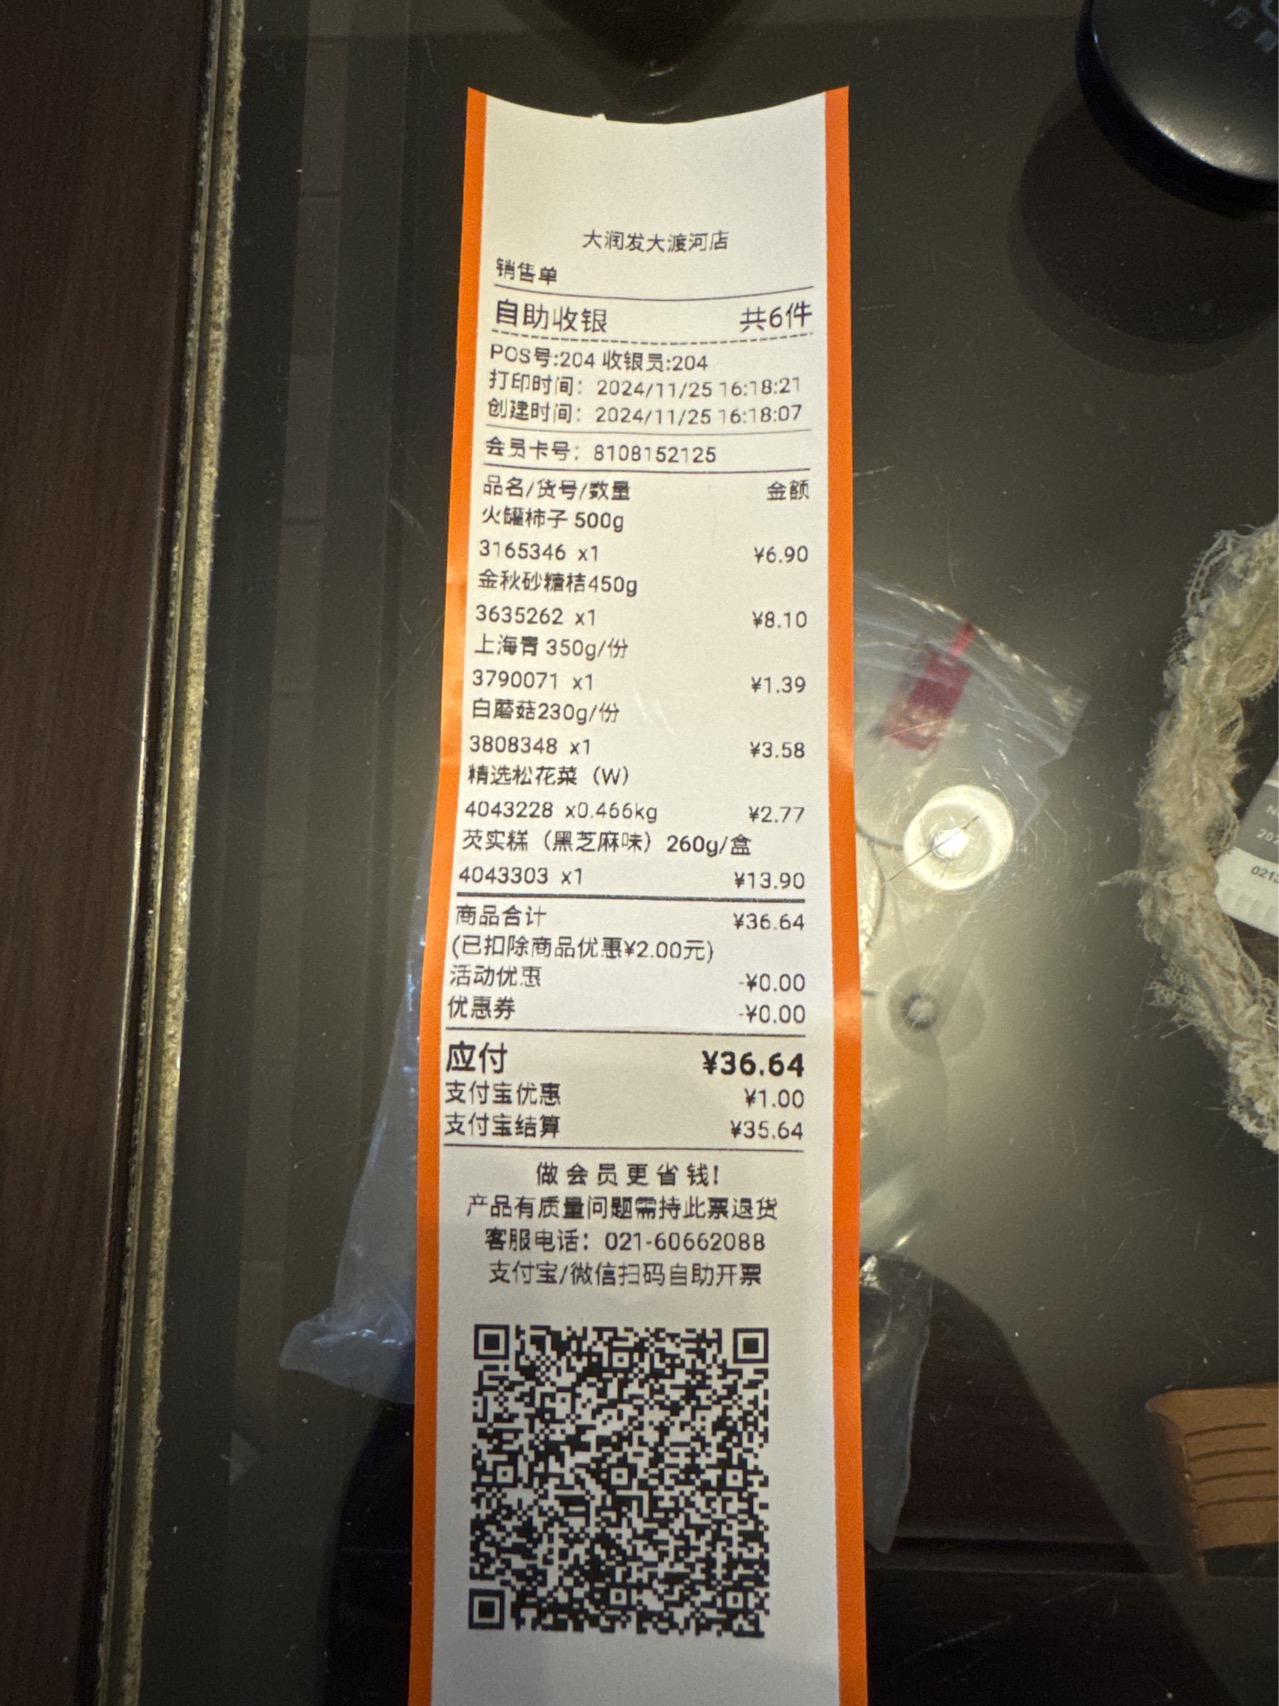 大润发大渡河店
销售单
自助收银 共6件
POS号:204 收银员:204
打印时间: 2024/11/25 16:18:21
创建时间: 2024/11/25 16:18:07
会员卡号: 8108152125
品名/货号/数量 金额
火罐柿子 500g
3165346 x1 ¥6.90
金秋砂糖桔450g
3635262 x1 ¥8.10
上海青 350g/份
3790071 x1 ¥1.39
白蘑菇230g/份
3808348 x1 ¥3.58
精选松花菜（W）
4043228 x0.466kg ¥2.77
芡实糕（黑芝麻味）260g/盒
4043303 x1 ¥13.90
商品合计 ¥36.64
(已扣除商品优惠¥2.00元)
活动优惠 -¥0.00
优惠券 -¥0.00
应付 ¥36.64
支付宝优惠 ¥1.00
支付宝结算 ¥35.64
做会员更省钱!
产品有质量问题需持此票退货
客服电话: 021-60662088
支付宝/微信扫码自助开票